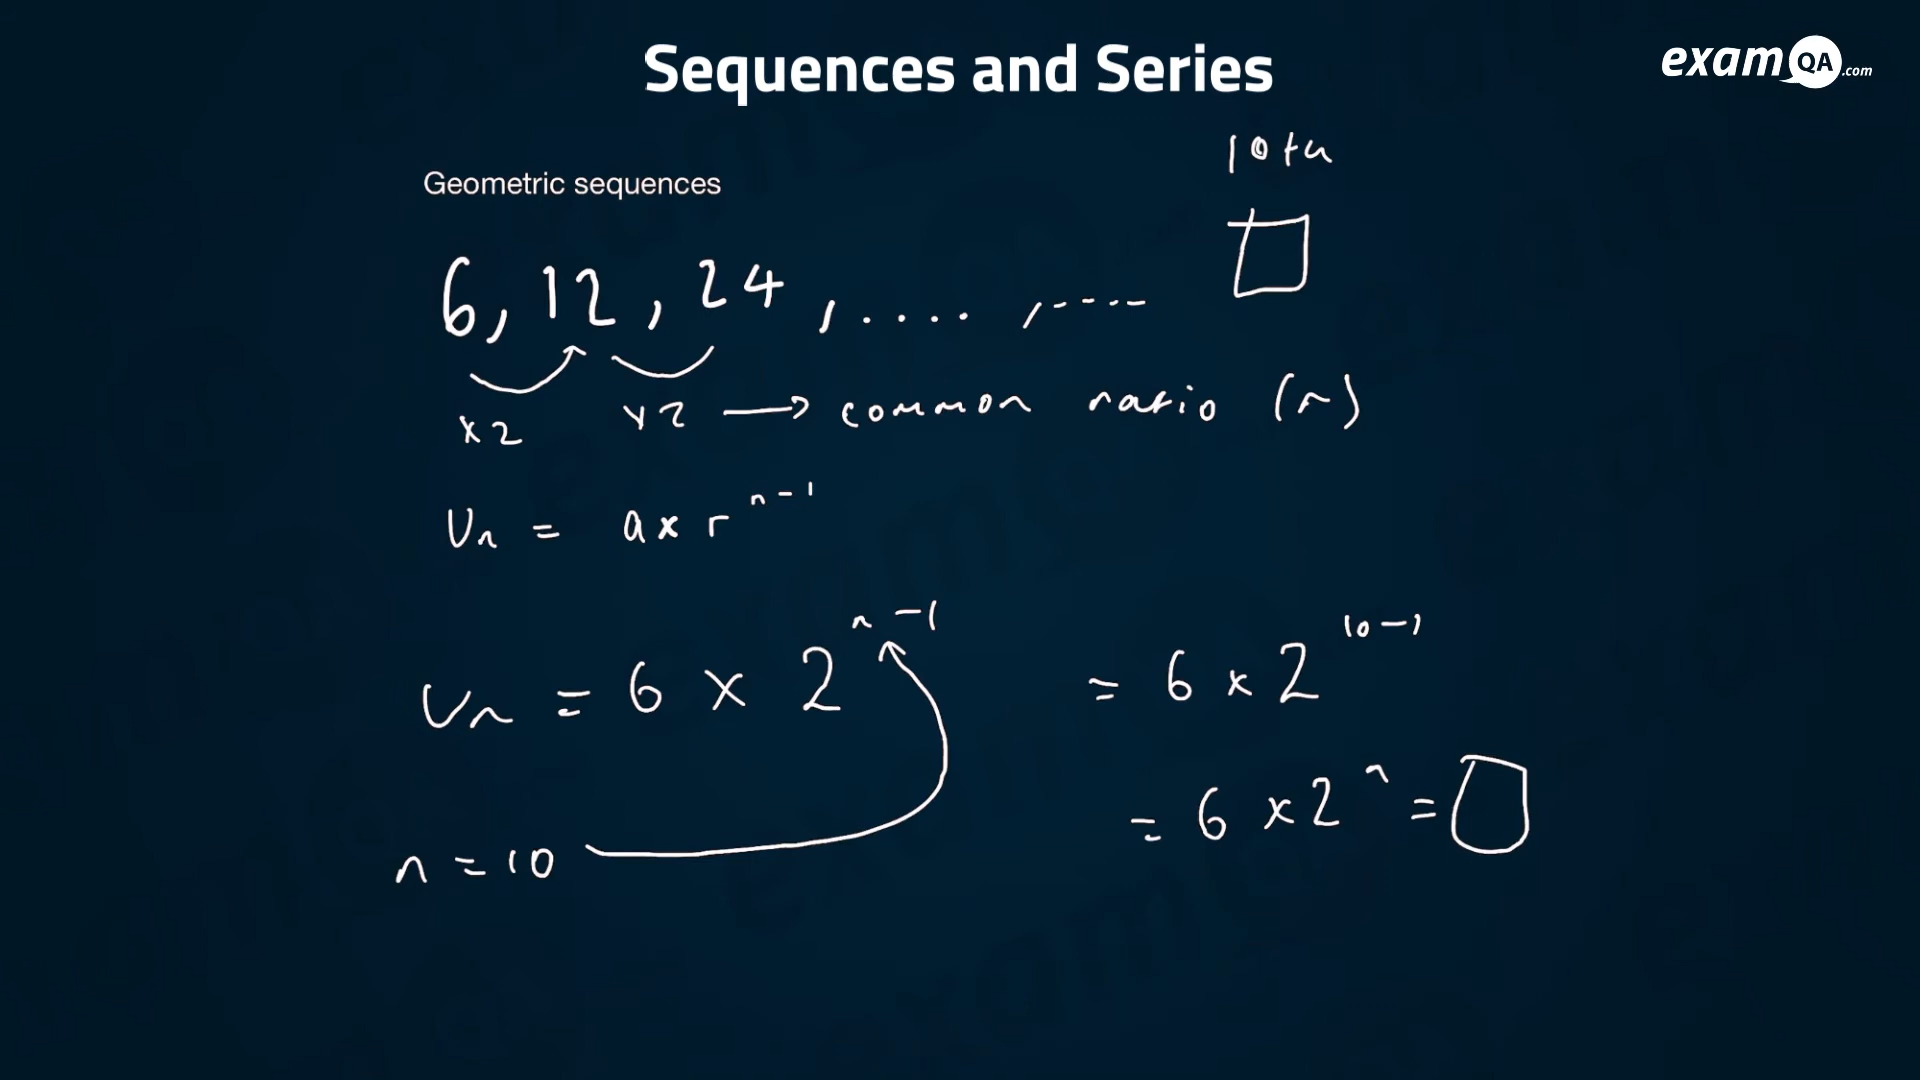 Sequences and Series
examQA.com
10th
Geometric sequences
6, 12, 24, ...., ----
x2 x2 → common ratio (r)
Un = a x r^n-1
Un = 6 x 2^n-1
= 6 x 2^10-1
= 6 x 2^n =
n = 10